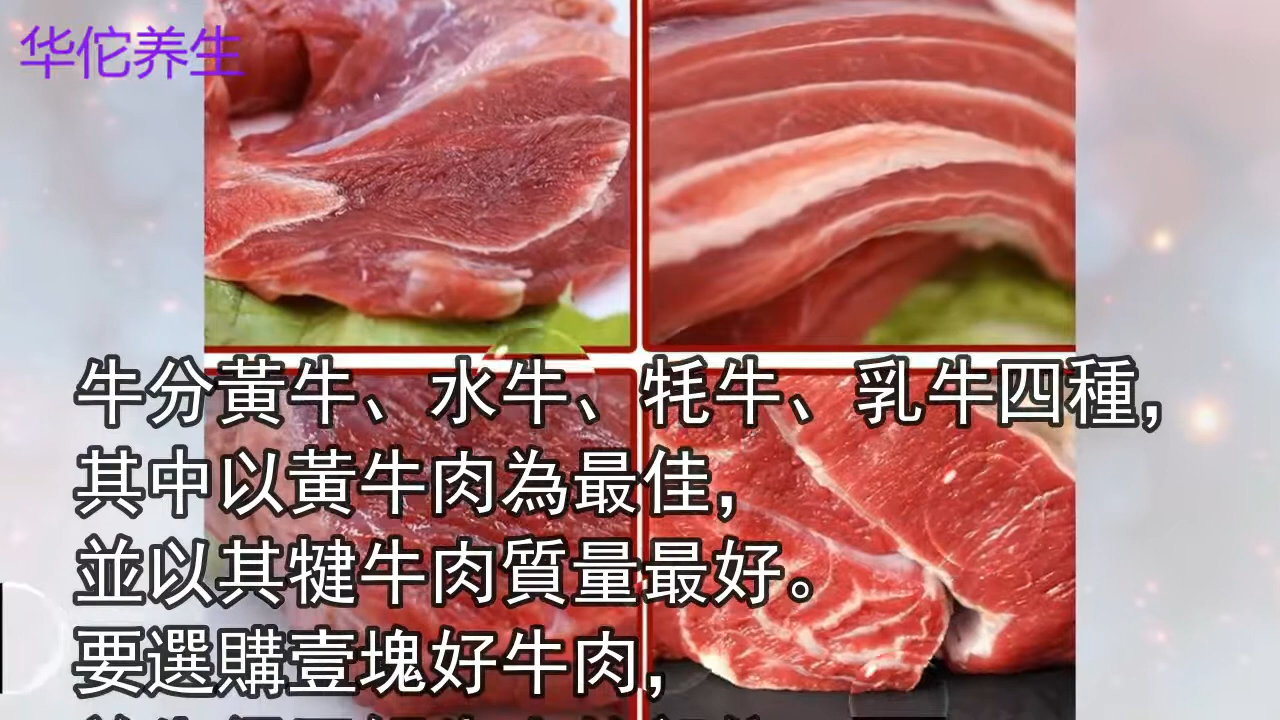 华佗养生
牛分黃牛、水牛、牦牛、乳牛四種，
其中以黃牛肉為最佳，
並以其犍牛肉質量最好。
要選購壹塊好牛肉，